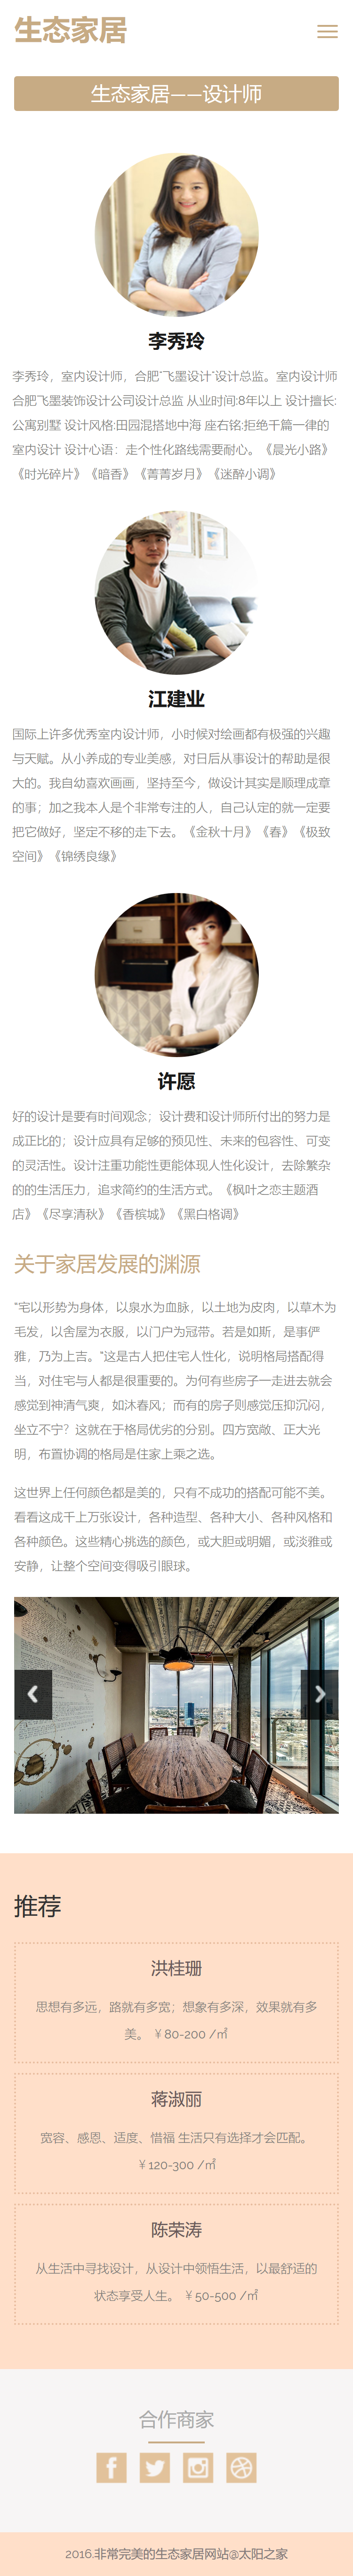 生态家居
生态家居——设计师
李秀玲
李秀玲，室内设计师，合肥"飞墨设计"设计总监。室内设计师
合肥飞墨装饰设计公司设计总监 从业时间:8年以上 设计擅长:
公寓别墅 设计风格:田园混搭地中海 座右铭:拒绝千篇一律的
室内设计 设计心语：走个性化路线需要耐心。《晨光小路》
《时光碎片》《暗香》《菁菁岁月》《迷醉小调》
江建业
国际上许多优秀室内设计师，小时候对绘画都有极强的兴趣
与天赋。从小养成的专业美感，对日后从事设计的帮助是很
大的。我自幼喜欢画画，坚持至今，做设计其实是顺理成章
的事；加之我本人是个非常专注的人，自己认定的就一定要
把它做好，坚定不移的走下去。《金秋十月》《春》《极致
空间》《锦绣良缘》
许愿
好的设计是要有时间观念；设计费和设计师所付出的努力是
成正比的；设计应具有足够的预见性、未来的包容性、可变
的灵活性。设计注重功能性更能体现人性化设计，去除繁杂
的的生活压力，追求简约的生活方式。《枫叶之恋主题酒
店》《尽享清秋》《香槟城》《黑白格调》
关于家居发展的渊源
"宅以形势为身体，以泉水为血脉，以土地为皮肉，以草木为
毛发，以舍屋为衣服，以门户为冠带。若是如斯，是事俨
雅，乃为上吉。"这是古人把住宅人性化，说明格局搭配得
当，对住宅与人都是很重要的。为何有些房子一走进去就会
感觉到神清气爽，如沐春风；而有的房子则感觉压抑沉闷，
坐立不宁？这就在于格局优劣的分别。四方宽敞、正大光
明，布置协调的格局是住家上乘之选。
这世界上任何颜色都是美的，只有不成功的搭配可能不美。
看看这成千上万张设计，各种造型、各种大小、各种风格和
各种颜色。这些精心挑选的颜色，或大胆或明媚，或淡雅或
安静，让整个空间变得吸引眼球。
推荐
洪桂珊
思想有多远，路就有多宽；想象有多深，效果就有多
美。 ￥80-200 /㎡
蒋淑丽
宽容、感恩、适度、惜福 生活只有选择才会匹配。
￥120-300 /㎡
陈荣涛
从生活中寻找设计，从设计中领悟生活，以最舒适的
状态享受人生。 ￥50-500 /㎡
合作商家
2016.非常完美的生态家居网站@太阳之家